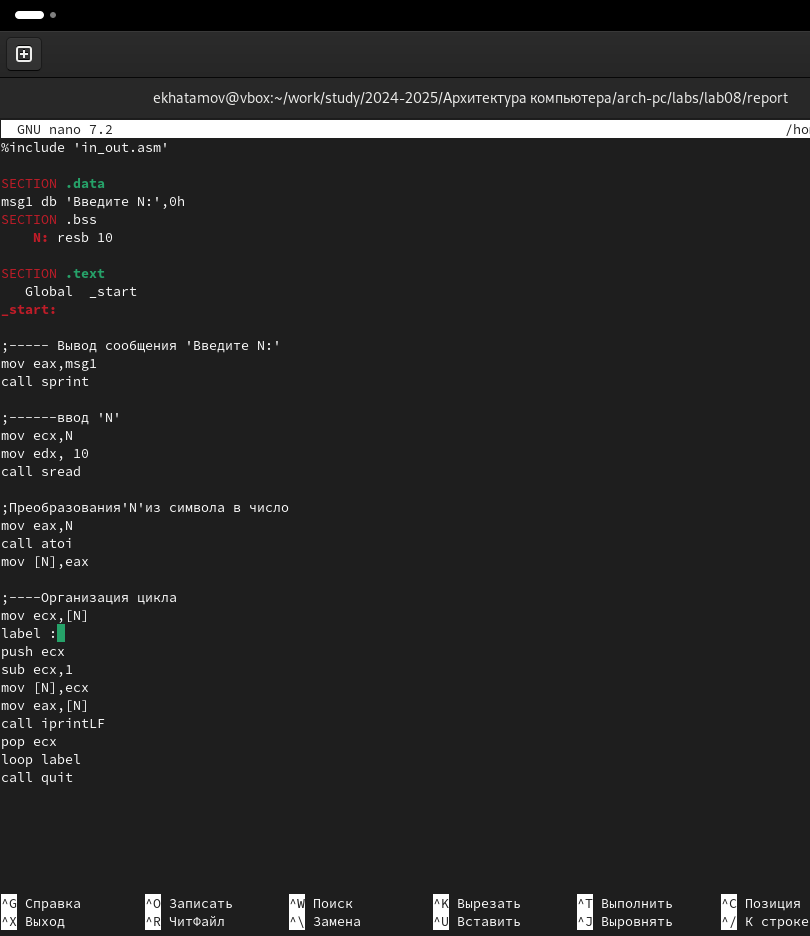 ekhatamov@vbox:~/work/study/2024-2025/Архитектура компьютера/arch-pc/labs/lab08/report
GNU nano 7.2 /ho
%include 'in_out.asm'
SECTION .data
msg1 db 'Введите N:',0h
SECTION .bss
N: resb 10
SECTION .text
Global _start
_start:
;----- Вывод сообщения 'Введите N:'
mov eax,msg1
call sprint
;------ввод 'N'
mov ecx,N
mov edx, 10
call sread
;Преобразования'N'из символа в число
mov eax,N
call atoi
mov [N],eax
;----Организация цикла
mov ecx,[N]
label :
push ecx
sub ecx,1
mov [N],ecx
mov eax,[N]
call iprintLF
pop ecx
loop label
call quit
^G Справка ^O Записать ^W Поиск ^K Вырезать ^T Выполнить ^C Позиция
^X Выход ^R ЧитФайл ^\ Замена ^U Вставить ^J Выровнять ^/ К строке